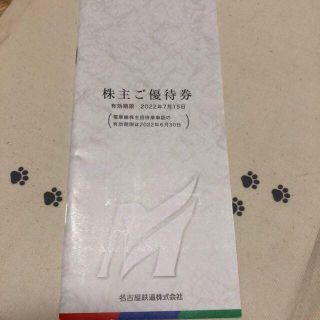 株主ご優待券
有効期限 2022年7月15日
(電車線株主招待乗車証の
有効期限は2022年6月30日)
名古屋鉄道株式会社